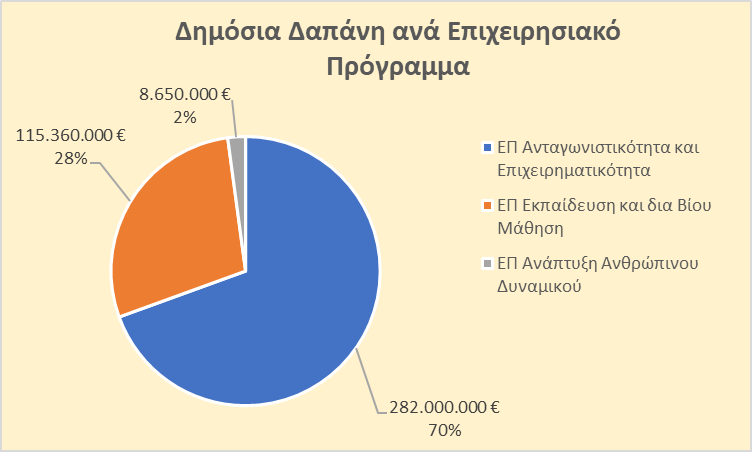 Δημόσια Δαπάνη ανά Επιχειρησιακό
Πρόγραμμα
8.650.000 €
2%
115.360.000 €
28%
ΕΠ Ανταγωνιστικότητα και
Επιχειρηματικότητα
ΕΠ Εκπαίδευση και δια Βίου
Μάθηση
ΕΠ Ανάπτυξη Ανθρώπινου
Δυναμικού
282.000.000 €
70%